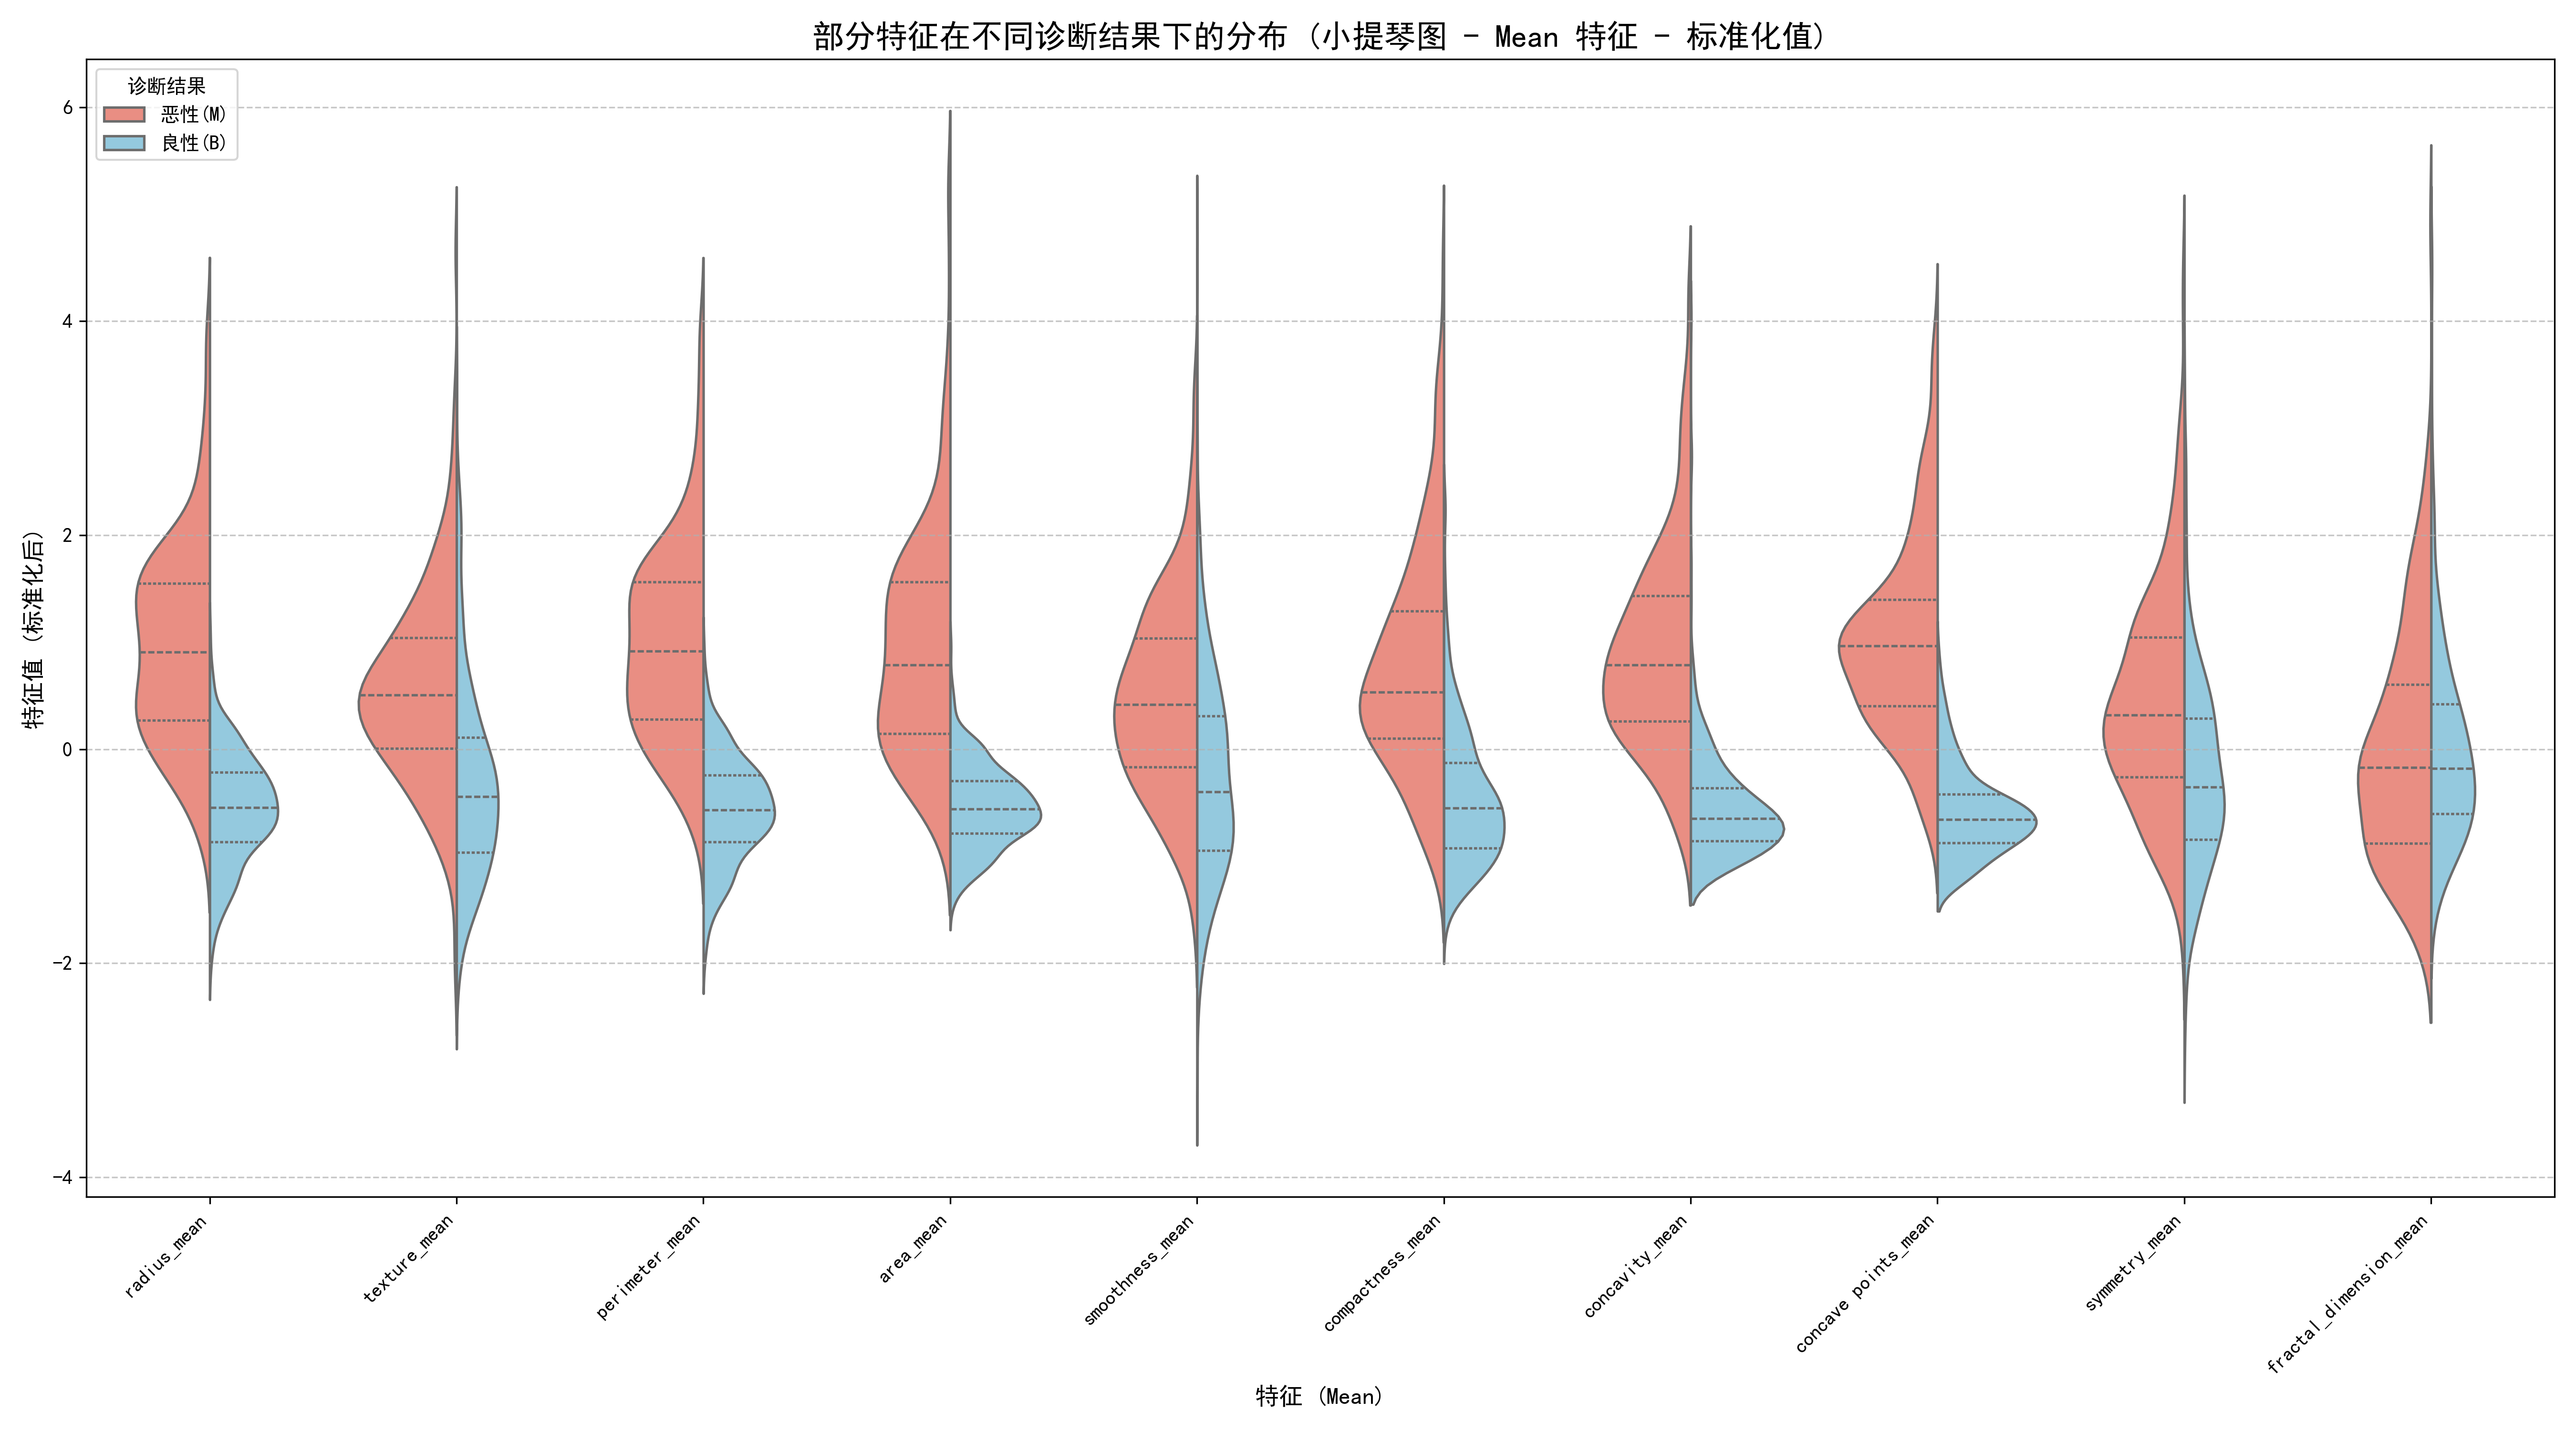 部分特征在不同诊断结果下的分布 (小提琴图 - Mean 特征 - 标准化值)
诊断结果
恶性(M)
良性(B)
特征值 (标准化后)
6
4
2
0
-2
-4
radius_mean
texture_mean
perimeter_mean
area_mean
smoothness_mean
compactness_mean
concavity_mean
concave points_mean
symmetry_mean
fractal_dimension_mean
特征 (Mean)